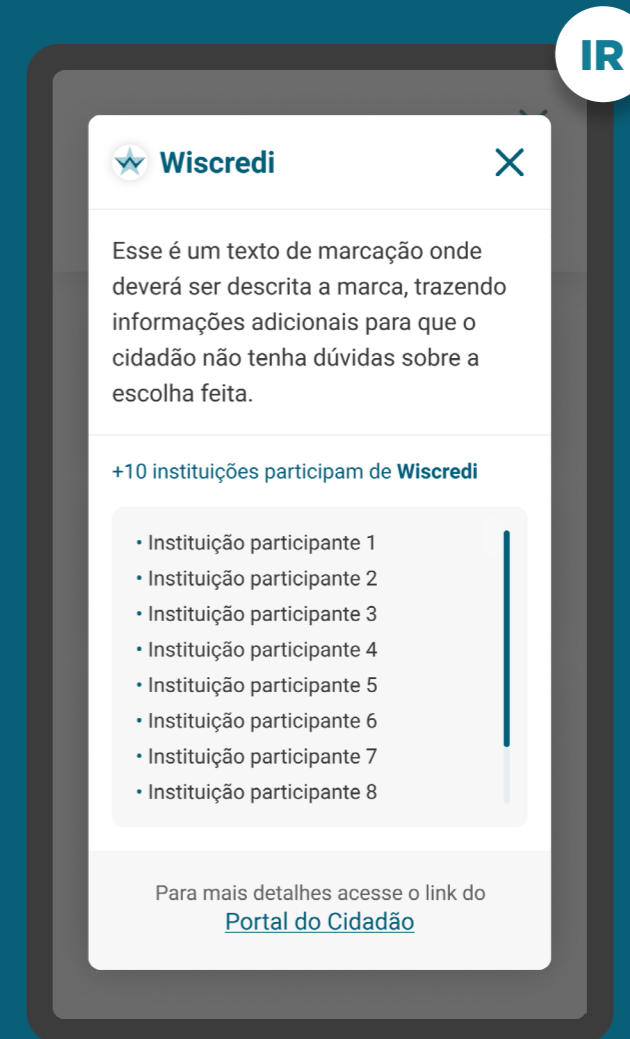 IR
Wiscredi
Esse é um texto de marcação onde
deverá ser descrita a marca, trazendo
informações adicionais para que o
cidadão não tenha dúvidas sobre a
escolha feita.
+10 instituições participam de Wiscredi
• Instituição participante 1
• Instituição participante 2
• Instituição participante 3
• Instituição participante 4
• Instituição participante 5
• Instituição participante 6
• Instituição participante 7
• Instituição participante 8
Para mais detalhes acesse o link do
Portal do Cidadão